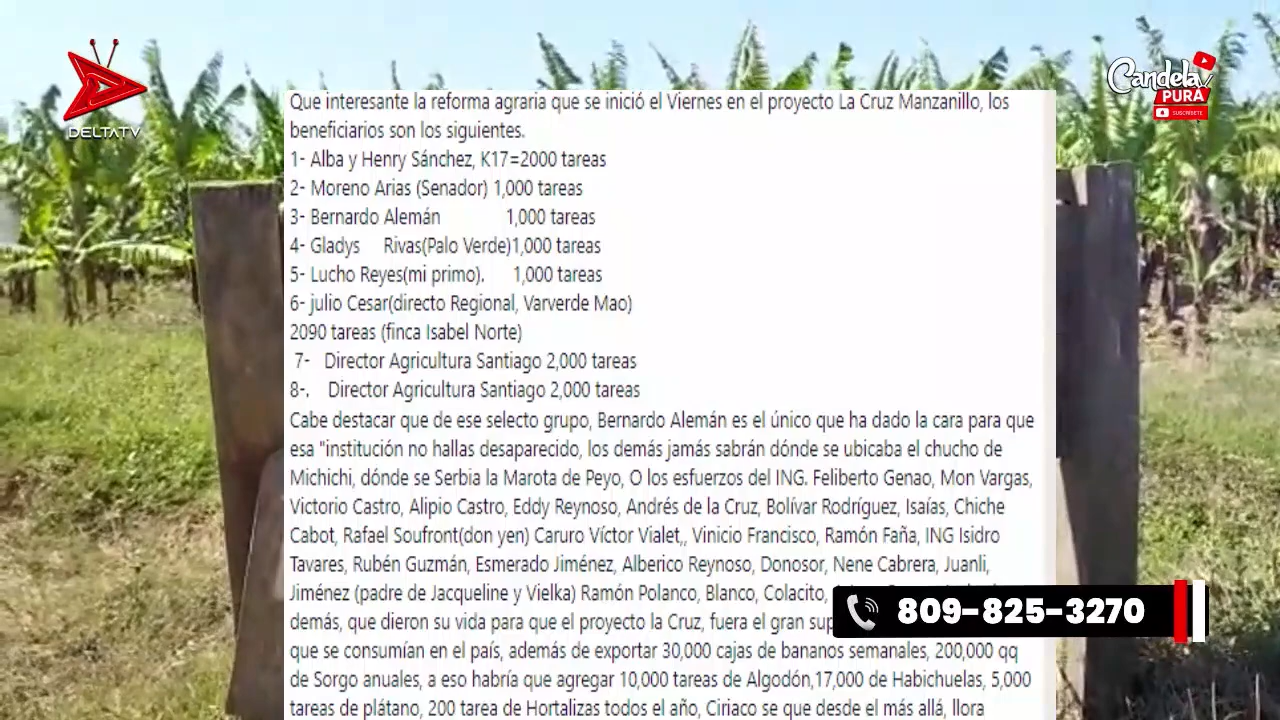 DELTATV
Candela
PURA
SUSCRIBETE
Que interesante la reforma agraria que se inició el Viernes en el proyecto La Cruz Manzanillo, los
beneficiarios son los siguientes.
1- Alba y Henry Sánchez, K17=2000 tareas
2- Moreno Arias (Senador) 1,000 tareas
3- Bernardo Alemán 1,000 tareas
4- Gladys Rivas(Palo Verde)1,000 tareas
5- Lucho Reyes(mi primo). 1,000 tareas
6- julio Cesar(directo Regional, Varverde Mao)
2090 tareas (finca Isabel Norte)
7- Director Agricultura Santiago 2,000 tareas
8-. Director Agricultura Santiago 2,000 tareas
Cabe destacar que de ese selecto grupo, Bernardo Alemán es el único que ha dado la cara para que
esa "institución no hallas desaparecido, los demás jamás sabrán dónde se ubicaba el chucho de
Michichi, dónde se Serbia la Marota de Peyo, O los esfuerzos del ING. Feliberto Genao, Mon Vargas,
Victorio Castro, Alipio Castro, Eddy Reynoso, Andrés de la Cruz, Bolívar Rodríguez, Isaías, Chiche
Cabot, Rafael Soufront(don yen) Caruro Víctor Vialet,, Vinicio Francisco, Ramón Faña, ING Isidro
Tavares, Rubén Guzmán, Esmerado Jiménez, Alberico Reynoso, Donosor, Nene Cabrera, Juanli,
Jiménez (padre de Jacqueline y Vielka) Ramón Polanco, Blanco, Colacito,
demás, que dieron su vida para que el proyecto la Cruz, fuera el gran
que se consumían en el país, además de exportar 30,000 cajas de bananos semanales, 200,000 qq
de Sorgo anuales, a eso habría que agregar 10,000 tareas de Algodón,17,000 de Habichuelas, 5,000
tareas de plátano, 200 tarea de Hortalizas todos el año, Ciriaco se que desde el más allá, llora
809-825-3270